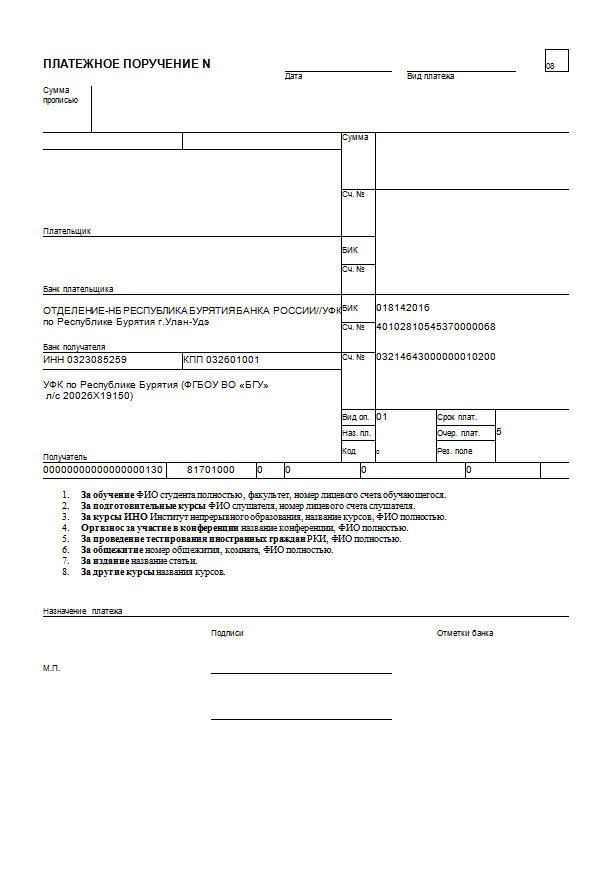 ПЛАТЕЖНОЕ ПОРУЧЕНИЕ N
08
Дата
Вид платежа
Сумма
прописью
Сумма
Сч. №
Плательщик
БИК
Сч. №
Банк плательщика
ОТДЕЛЕНИЕ-НБ РЕСПУБЛИКА БУРЯТИЯ БАНКА РОССИИ//УФК
по Республике Бурятия г.Улан-Удэ
БИК
018142016
Сч. №
40102810545370000068
Банк получателя
ИНН 0323085259
КПП 032601001
Сч. №
03214643000000010200
УФК по Республике Бурятия (ФГБОУ ВО «БГУ»
л/с 20026Х19150)
Вид оп.
01
Срок плат.
Наз. пл.
Очер. плат.
5
Код
0
Рез. поле
Получатель
00000000000000000130
81701000
0
0
0
0
1. За обучение ФИО студента полностью, факультет, номер лицевого счета обучающегося.
2. За подготовительные курсы ФИО слушателя, номер лицевого счета слушателя.
3. За курсы ИНО Институт непрерывного образования, название курсов, ФИО полностью.
4. Оргвзнос за участие в конференции название конференции, ФИО полностью.
5. За проведение тестирования иностранных граждан РКИ, ФИО полностью.
6. За общежитие номер общежития, комната, ФИО полностью.
7. За издание название статьи.
8. За другие курсы названия курсов.
Назначение платежа
Подписи
Отметки банка
М.П.